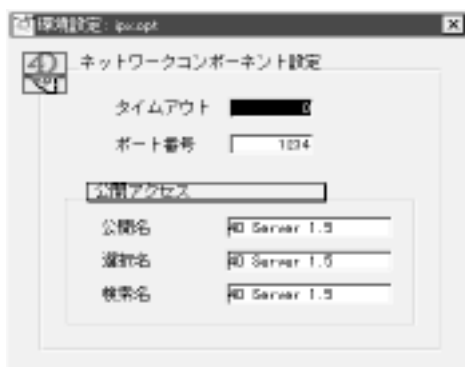 環境設定: ipx.opt
4D
ネットワークコンポーネント設定
タイムアウト 0
ポート番号 1234
公開アクセス
公開名 4D Server 1.5
選択名 4D Server 1.5
検索名 4D Server 1.5